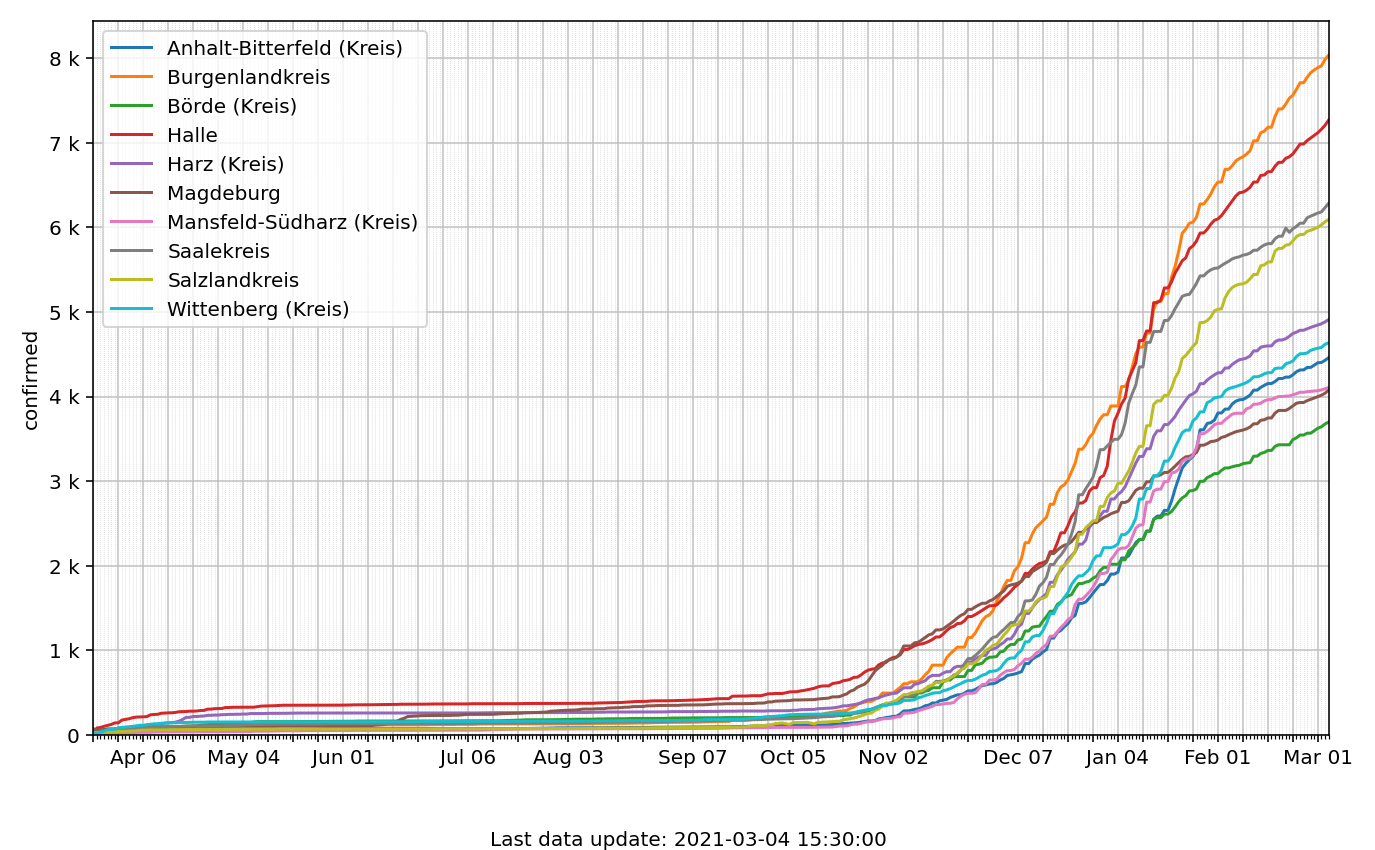 8 k
7 k
6 k
5 k
4 k
3 k
2 k
1 k
0
confirmed
Anhalt-Bitterfeld (Kreis)
Burgenlandkreis
Börde (Kreis)
Halle
Harz (Kreis)
Magdeburg
Mansfeld-Südharz (Kreis)
Saalekreis
Salzlandkreis
Wittenberg (Kreis)
Apr 06 May 04 Jun 01 Jul 06 Aug 03 Sep 07 Oct 05 Nov 02 Dec 07 Jan 04 Feb 01 Mar 01
Last data update: 2021-03-04 15:30:00